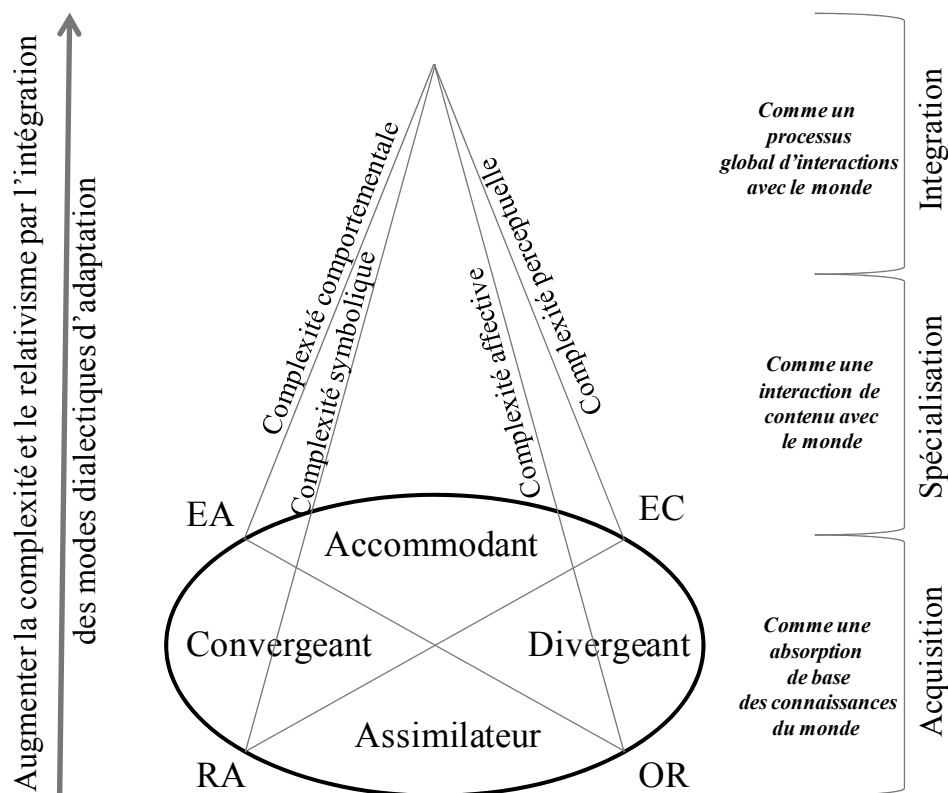 Augmenter la complexité et le relativisme par l'intégration
des modes dialectiques d'adaptation
Complexité comportementale
Complexité symbolique
Complexité affective
Complexité perceptuelle
EA
EC
Accommodant
Convergeant
Divergeant
Assimilateur
RA
OR
Comme un
processus
global d'interactions
avec le monde
Integration
Comme une
interaction de
contenu avec
le monde
Spécialisation
Comme une
absorption
de base
des connaissances
du monde
Acquisition